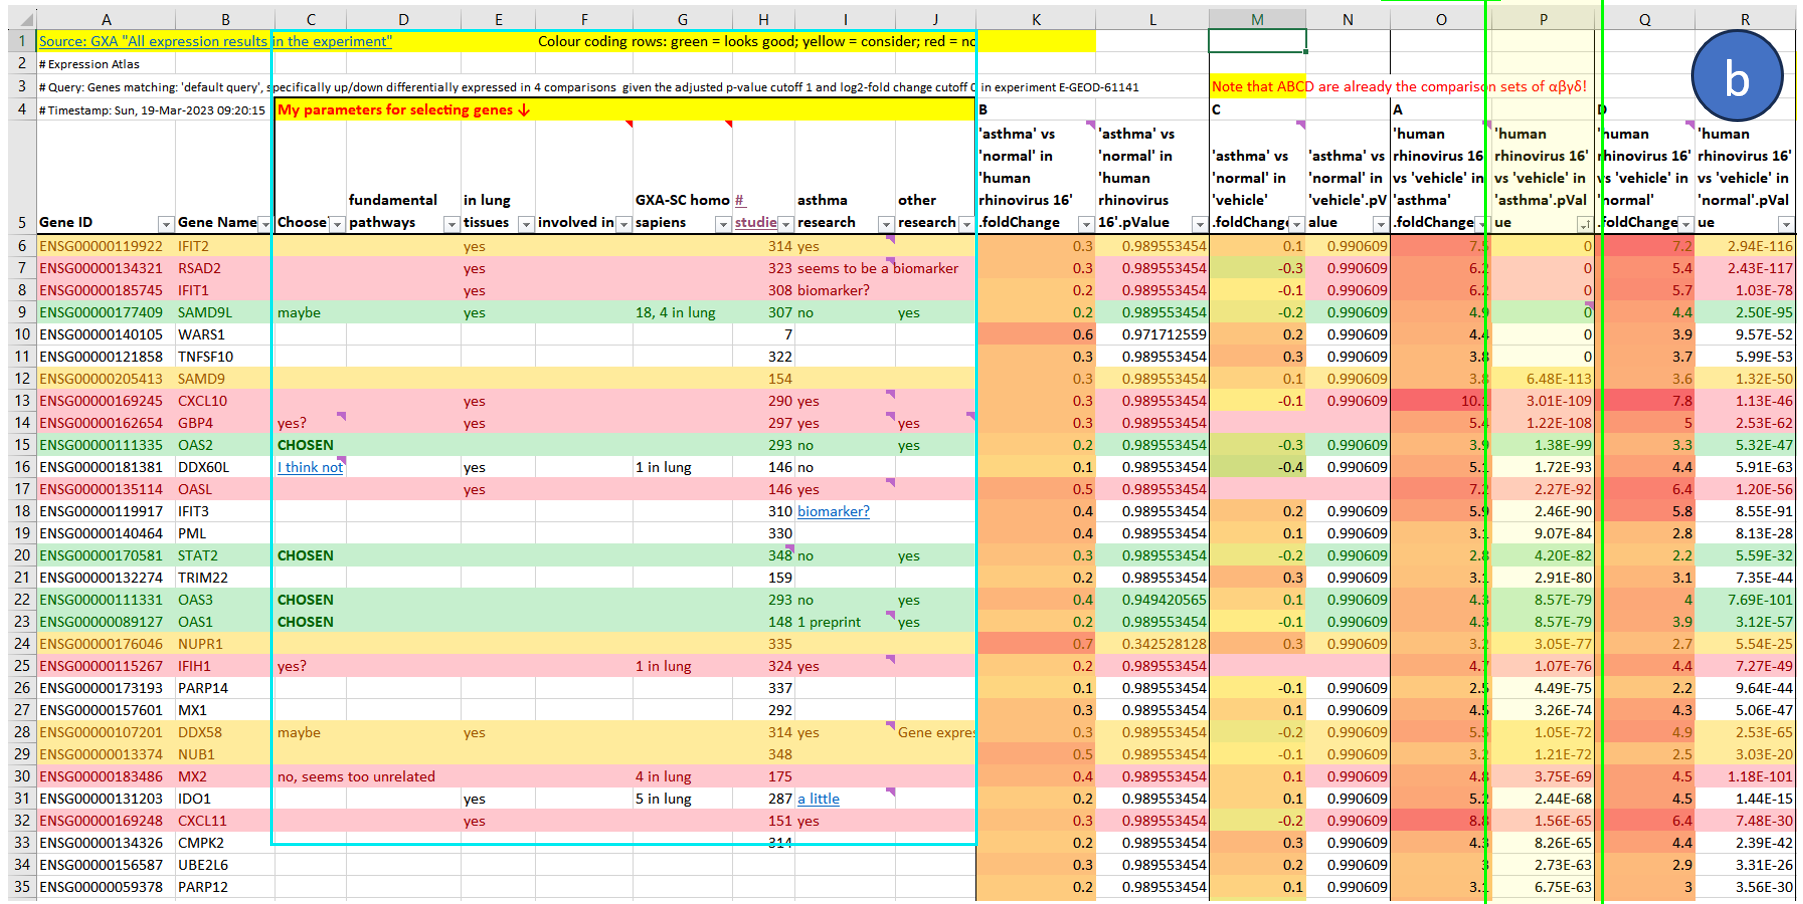 A B C D E F G H I J K L M N O P Q R
1 Source: GXA "All expression results in the experiment" Colour coding rows: green = looks good; yellow = consider; red = no
2 # Expression Atlas
3 # Query: Genes matching: 'default query', specifically up/down differentially expressed in 4 comparisons given the adjusted p-value cutoff 1 and log2-fold change cutoff 0 in experiment E-GEOD-61141 Note that ABCD are already the comparison sets of αβγδ!
b
4 # Timestamp: Sun, 19-Mar-2023 09:20:15 My parameters for selecting genes ↓ B C A D
5 Gene ID Gene Name Choose fundamental pathways in lung tissues involved in GXA-SC homo sapiens # studie asthma research other research 'asthma' vs 'normal' in 'human rhinovirus 16' .foldChange 'asthma' vs 'normal' in 'human rhinovirus 16'.pValue 'asthma' vs 'normal' in 'vehicle' .foldChange 'asthma' vs 'normal' in 'vehicle'.pValue 'human rhinovirus 16' vs 'vehicle' in 'asthma' .foldChange 'human rhinovirus 16' vs 'vehicle' in 'asthma'.pValue 'human rhinovirus 16' vs 'vehicle' in 'normal' .foldChange 'human rhinovirus 16' vs 'vehicle' in 'normal'.pValue
6 ENSG00000119922 IFIT2 yes 314 yes 0.3 0.989553454 0.1 0.990609 7.5 0 7.2 2.94E-116
7 ENSG00000134321 RSAD2 yes 323 seems to be a biomarker 0.3 0.989553454 -0.3 0.990609 6.2 0 5.4 2.43E-117
8 ENSG00000185745 IFIT1 yes 308 biomarker? 0.2 0.989553454 -0.1 0.990609 6.2 0 5.7 1.03E-78
9 ENSG00000177409 SAMD9L maybe yes 18, 4 in lung 307 no yes 0.2 0.989553454 -0.2 0.990609 4.9 0 4.4 2.50E-95
10 ENSG00000140105 WARS1 7 0.6 0.971712559 0.2 0.990609 4.4 0 3.9 9.57E-52
11 ENSG00000121858 TNFSF10 322 0.3 0.989553454 0.3 0.990609 3.8 0 3.7 5.99E-53
12 ENSG00000205413 SAMD9 154 0.3 0.989553454 0.1 0.990609 3.8 6.48E-113 3.6 1.32E-50
13 ENSG00000169245 CXCL10 yes 290 yes 0.3 0.989553454 -0.1 0.990609 10.1 3.01E-109 7.8 1.13E-46
14 ENSG00000162654 GBP4 yes? yes 297 yes yes 0.3 0.989553454 5.4 1.22E-108 5 2.53E-62
15 ENSG00000111335 OAS2 CHOSEN 293 no yes 0.2 0.989553454 -0.3 0.990609 3.9 1.38E-99 3.3 5.32E-47
16 ENSG00000181381 DDX60L I think not yes 1 in lung 146 no 0.1 0.989553454 -0.4 0.990609 5.1 1.72E-93 4.4 5.91E-63
17 ENSG00000135114 OASL yes 146 yes 0.5 0.989553454 7.2 2.27E-92 6.4 1.20E-56
18 ENSG00000119917 IFIT3 310 biomarker? 0.4 0.989553454 0.2 0.990609 5.9 2.46E-90 5.8 8.55E-91
19 ENSG00000140464 PML 330 0.4 0.989553454 0.1 0.990609 3.1 9.07E-84 2.8 8.13E-28
20 ENSG00000170581 STAT2 CHOSEN 348 no yes 0.3 0.989553454 -0.2 0.990609 2.8 4.20E-82 2.2 5.59E-32
21 ENSG00000132274 TRIM22 159 0.2 0.989553454 0.3 0.990609 3.1 2.91E-80 3.1 7.35E-44
22 ENSG00000111331 OAS3 CHOSEN 293 no yes 0.4 0.949420565 0.1 0.990609 4.3 8.57E-79 4 7.69E-101
23 ENSG00000089127 OAS1 CHOSEN 148 1 preprint yes 0.2 0.989553454 -0.1 0.990609 4.3 8.57E-79 3.9 3.12E-57
24 ENSG00000176046 NUPR1 335 0.7 0.342528128 0.3 0.990609 3.2 3.05E-77 2.7 5.54E-25
25 ENSG00000115267 IFIH1 yes? 1 in lung 324 yes 0.2 0.989553454 4.7 1.07E-76 4.4 7.27E-49
26 ENSG00000173193 PARP14 337 0.1 0.989553454 -0.1 0.990609 2.5 4.49E-75 2.2 9.64E-44
27 ENSG00000157601 MX1 292 0.3 0.989553454 0.1 0.990609 4.5 3.26E-74 4.3 5.06E-47
28 ENSG00000107201 DDX58 maybe yes 314 yes Gene expres 0.3 0.989553454 -0.2 0.990609 5.5 1.05E-72 4.9 2.53E-65
29 ENSG00000013374 NUB1 348 0.5 0.989553454 -0.1 0.990609 3.2 1.21E-72 2.5 3.03E-20
30 ENSG00000183486 MX2 no, seems too unrelated 4 in lung 175 0.4 0.989553454 0.1 0.990609 4.8 3.75E-69 4.5 1.18E-101
31 ENSG00000131203 IDO1 yes 5 in lung 287 a little 0.2 0.989553454 0.1 0.990609 5.2 2.44E-68 4.5 1.44E-15
32 ENSG00000169248 CXCL11 yes 151 yes 0.3 0.989553454 -0.2 0.990609 8.8 1.56E-65 6.4 7.48E-30
33 ENSG00000134326 CMPK2 314 0.2 0.989553454 0.3 0.990609 4.3 8.26E-65 4.4 2.39E-42
34 ENSG00000156587 UBE2L6 0.3 0.989553454 0.2 0.990609 3 2.73E-63 2.9 3.31E-26
35 ENSG00000059378 PARP12 0.2 0.989553454 0.1 0.990609 3.1 6.75E-63 3 3.56E-30